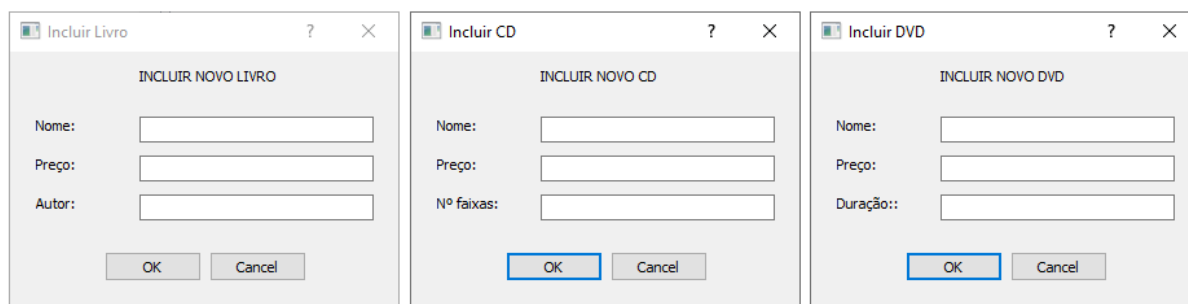 Incluir Livro ?
INCLUIR NOVO LIVRO
Nome:
Preço:
Autor:
OK Cancel
Incluir CD ?
INCLUIR NOVO CD
Nome:
Preço:
Nº faixas:
OK Cancel
Incluir DVD ?
INCLUIR NOVO DVD
Nome:
Preço:
Duração::
OK Cancel